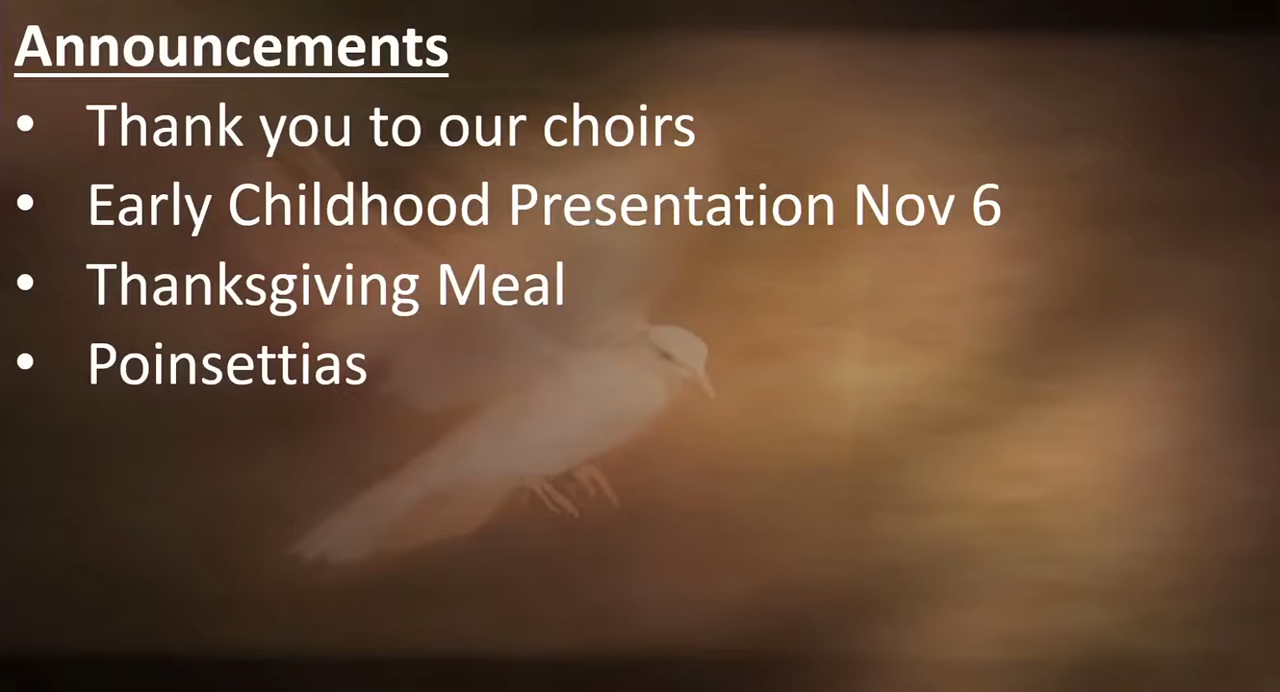 Announcements
• Thank you to our choirs
• Early Childhood Presentation Nov 6
• Thanksgiving Meal
• Poinsettias